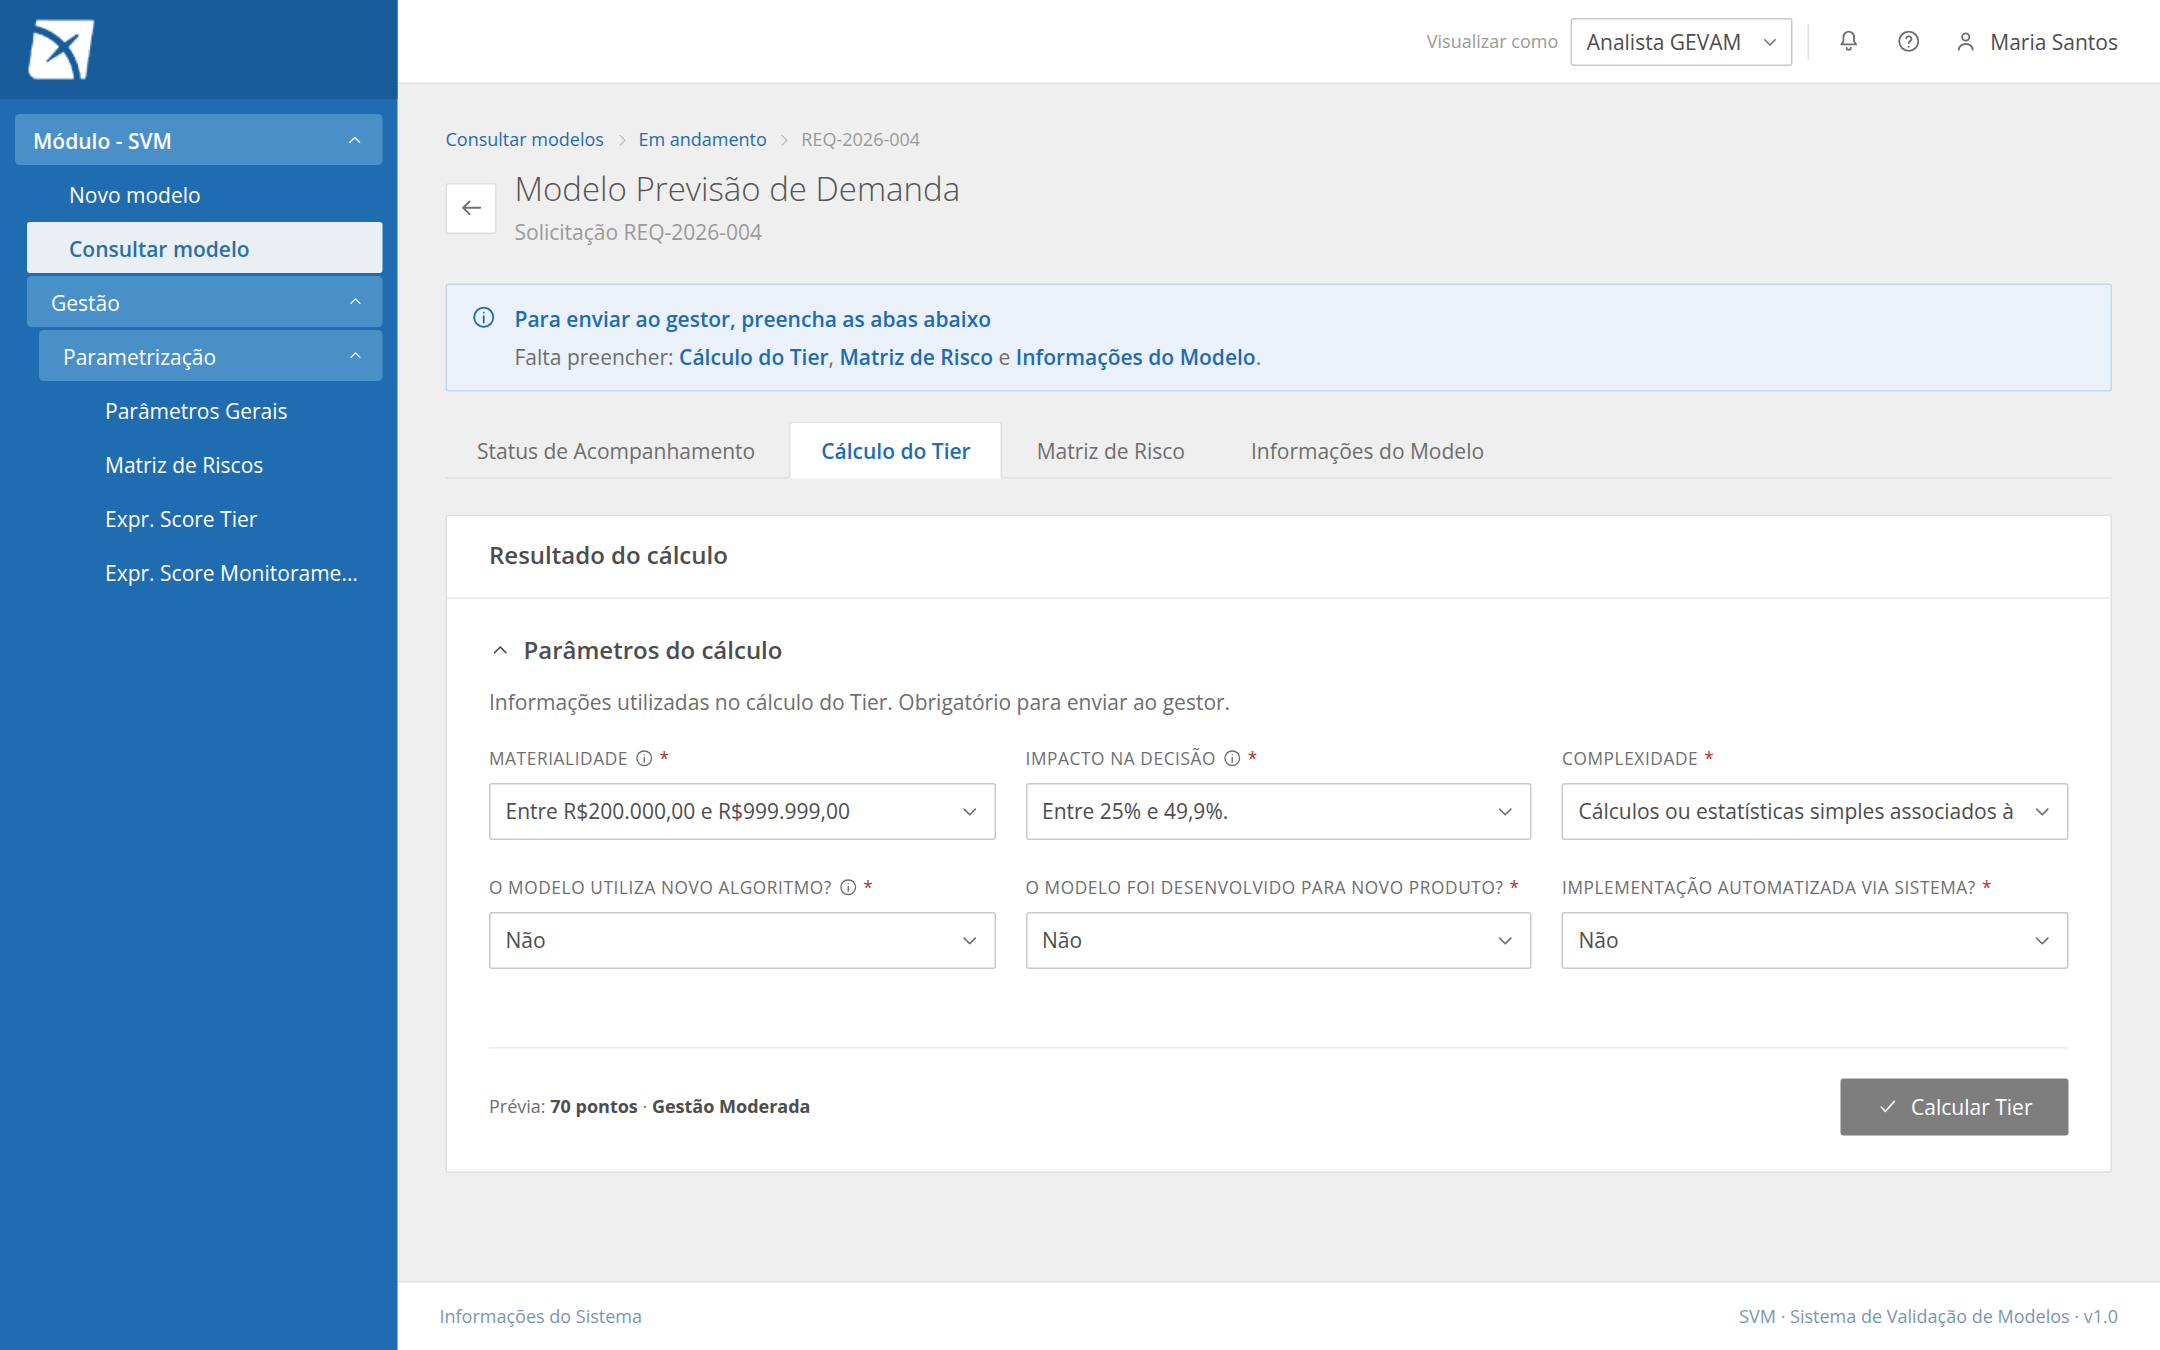 Visualizar como
Analista GEVAM
Maria Santos
Módulo - SVM
Novo modelo
Consultar modelo
Gestão
Parametrização
Parâmetros Gerais
Matriz de Riscos
Expr. Score Tier
Expr. Score Monitorame...
Consultar modelos
Em andamento
REQ-2026-004
Modelo Previsão de Demanda
Solicitação REQ-2026-004
Para enviar ao gestor, preencha as abas abaixo
Falta preencher: Cálculo do Tier, Matriz de Risco e Informações do Modelo.
Status de Acompanhamento
Cálculo do Tier
Matriz de Risco
Informações do Modelo
Resultado do cálculo
Parâmetros do cálculo
Informações utilizadas no cálculo do Tier. Obrigatório para enviar ao gestor.
MATERIALIDADE *
Entre R$200.000,00 e R$999.999,00
IMPACTO NA DECISÃO *
Entre 25% e 49,9%.
COMPLEXIDADE *
Cálculos ou estatísticas simples associados à
O MODELO UTILIZA NOVO ALGORITMO? *
Não
O MODELO FOI DESENVOLVIDO PARA NOVO PRODUTO? *
Não
IMPLEMENTAÇÃO AUTOMATIZADA VIA SISTEMA? *
Não
Prévia: 70 pontos · Gestão Moderada
Calcular Tier
Informações do Sistema
SVM · Sistema de Validação de Modelos · v1.0